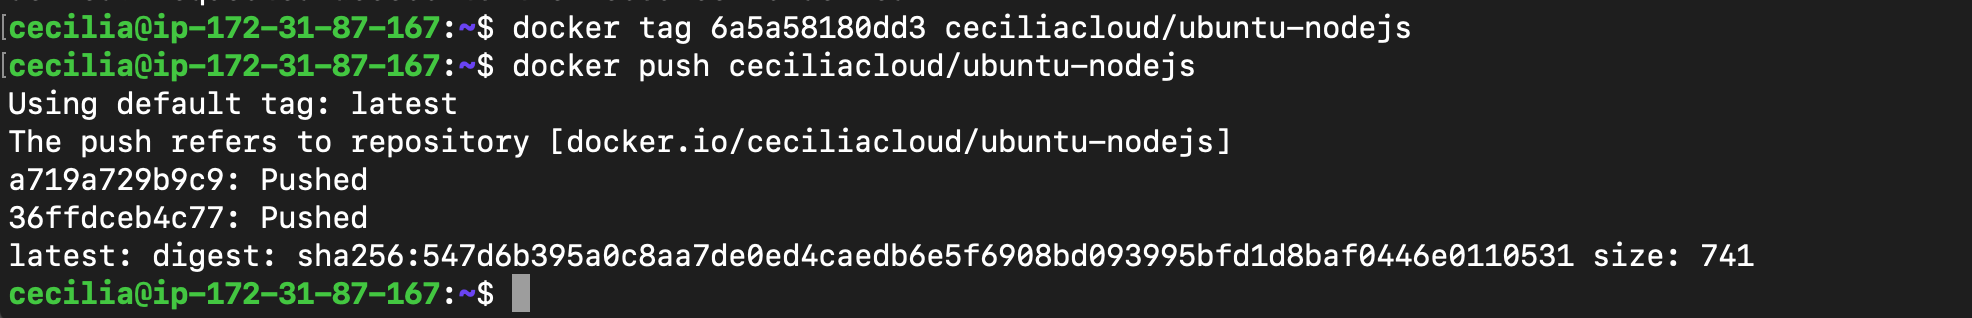 cecilia@ip-172-31-87-167:~$ docker tag 6a5a58180dd3 ceciliacloud/ubuntu-nodejs
cecilia@ip-172-31-87-167:~$ docker push ceciliacloud/ubuntu-nodejs
Using default tag: latest
The push refers to repository [docker.io/ceciliacloud/ubuntu-nodejs]
a719a729b9c9: Pushed
36ffdceb4c77: Pushed
latest: digest: sha256:547d6b395a0c8aa7de0ed4caedb6e5f6908bd093995bfd1d8baf0446e0110531 size: 741
cecilia@ip-172-31-87-167:~$